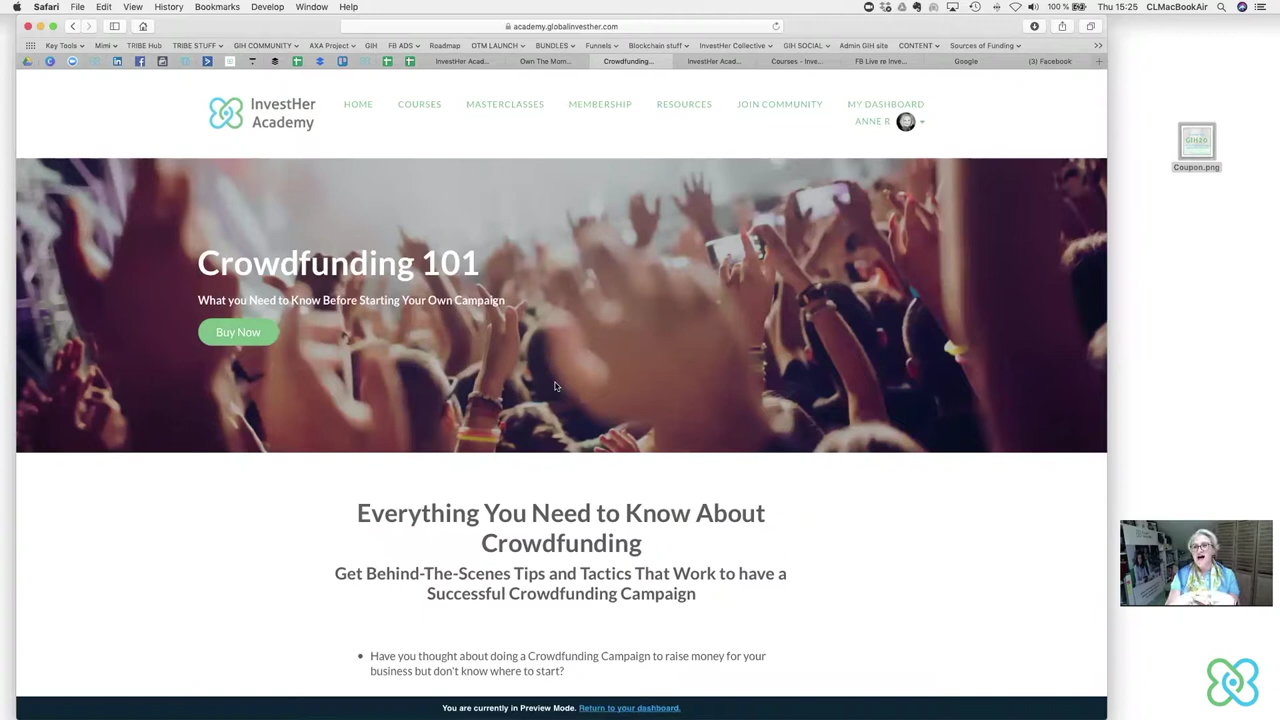 Safari File Edit View History Bookmarks Develop Window Help 100 % Thu 15:25 CLMacBookAir
academy.globalinvesther.com
Key Tools Mimi TRIBE Hub TRIBE STUFF GIH COMMUNITY AXA Project GIH FB ADS Roadmap OTM LAUNCH BUNDLES Funnels Blockchain stuff InvestHer Collective GIH SOCIAL Admin GIH site CONTENT Sources of Funding
InvestHer Acad... Own The Mom... Crowdfunding... InvestHer Acad... Courses - Inve... FB Live re Inve... Google (3) Facebook
InvestHer
Academy
HOME COURSES MASTERCLASSES MEMBERSHIP RESOURCES JOIN COMMUNITY MY DASHBOARD
ANNE R
GIH20
Coupon.png
Crowdfunding 101
What you Need to Know Before Starting Your Own Campaign
Buy Now
Everything You Need to Know About
Crowdfunding
Get Behind-The-Scenes Tips and Tactics That Work to have a
Successful Crowdfunding Campaign
• Have you thought about doing a Crowdfunding Campaign to raise money for your
business but don't know where to start?
You are currently in Preview Mode. Return to your dashboard.